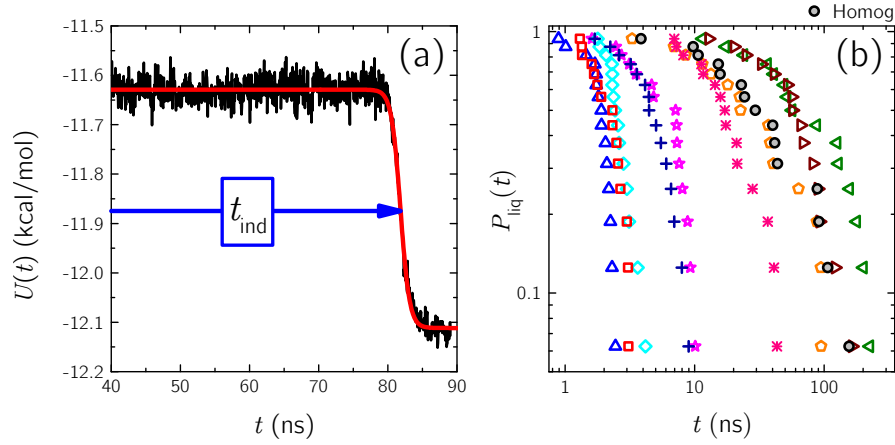 Homog
-11.5
-11.6
-11.7
-11.8
-11.9
-12.0
-12.1
-12.2
U(t) (kcal/mol)
(a)
t_ind
40 50 60 70 80 90
t (ns)
(b)
1
0.1
P_liq(t)
1 10 100
t (ns)